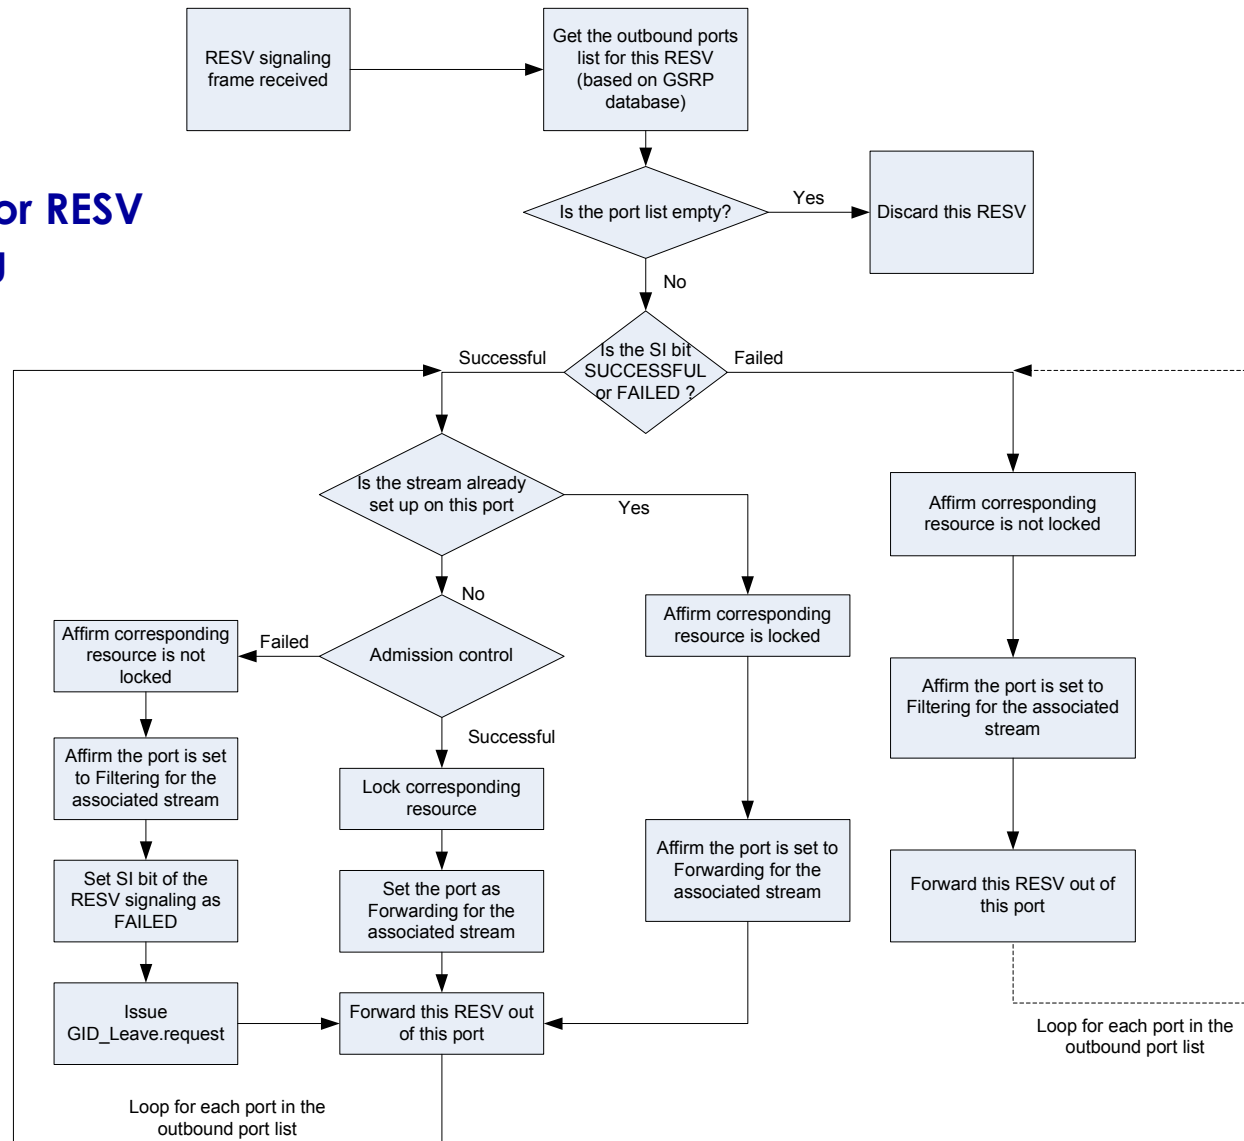 RESV signaling
frame received
Get the outbound ports
list for this RESV
(based on GSRP
database)
or RESV
Is the port list empty?
Yes
Discard this RESV
No
Is the SI bit
SUCCESSFUL
or FAILED ?
Successful
Failed
Is the stream already
set up on this port
Yes
No
Affirm corresponding
resource is not locked
Affirm corresponding
resource is locked
Affirm corresponding
resource is not
locked
Failed
Admission control
Successful
Affirm the port is set to
Filtering for the associated
stream
Affirm the port is set
to Filtering for the
associated stream
Lock corresponding
resource
Affirm the port is set to
Forwarding for the
associated stream
Set SI bit of the
RESV signaling as
FAILED
Set the port as
Forwarding for the
associated stream
Forward this RESV out of
this port
Issue
GID_Leave.request
Forward this RESV out
of this port
Loop for each port in the
outbound port list
Loop for each port in the
outbound port list